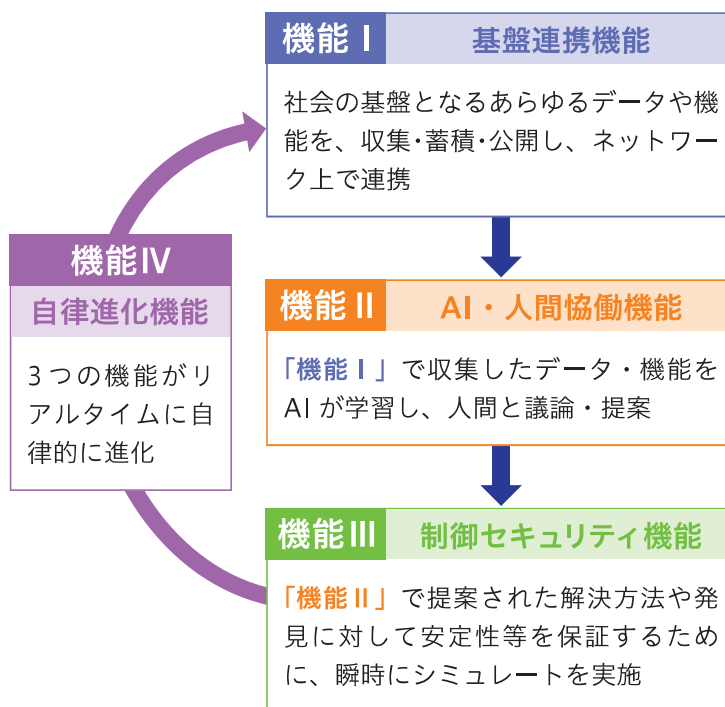 機能Ⅰ 基盤連携機能
社会の基盤となるあらゆるデータや機
能を、収集・蓄積・公開し、ネットワー
ク上で連携
機能Ⅳ
自律進化機能
3つの機能がリ
アルタイムに自
律的に進化
機能Ⅱ AI・人間協働機能
「機能Ⅰ」で収集したデータ・機能を
AIが学習し、人間と議論・提案
機能Ⅲ 制御セキュリティ機能
「機能Ⅱ」で提案された解決方法や発
見に対して安定性等を保証するため
に、瞬時にシミュレートを実施